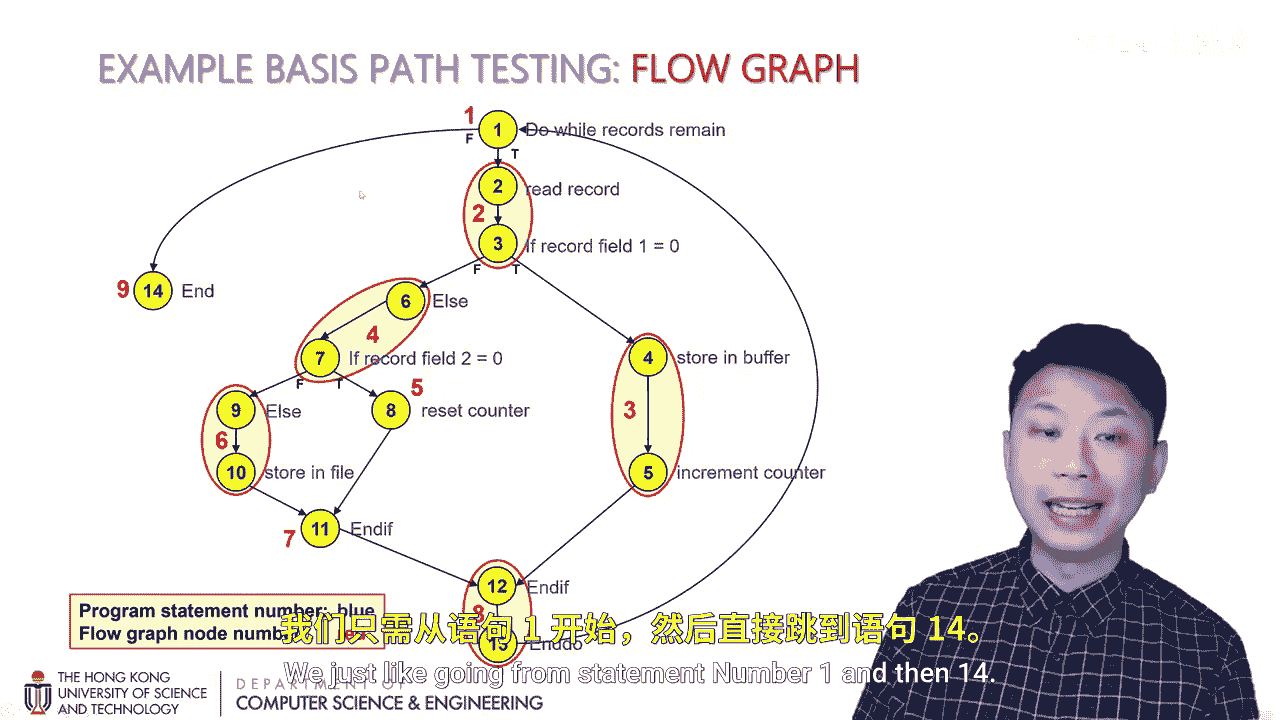 EXAMPLE BASIS PATH TESTING: FLOW GRAPH
1
1 Do while records remain
F
T
2 read record
2
3 If record field 1 = 0
F T
9 14 End
6 Else
4
7 If record field 2 = 0
F T
4 store in buffer
3
5 increment counter
5
8 reset counter
9 Else
6
10 store in file
11 Endif
7
12 Endif
8
Enddo
Program statement number: blue
Flow graph node
我们只需从语句 1 开始，然后直接跳到语句 14。
We just like going from statement Number 1 and then 14.
THE HONG KONG
UNIVERSITY OF SCIENCE
AND TECHNOLOGY
DEPARTMENT OF
COMPUTER SCIENCE & ENGINEERING